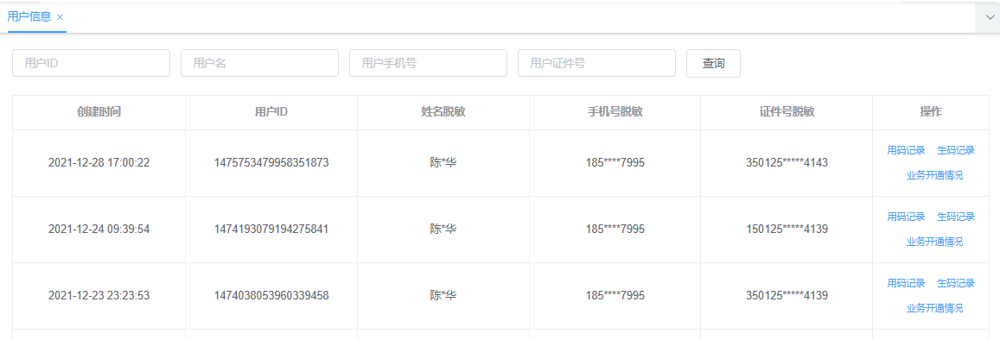 用户信息 ×
用户ID 用户名 用户手机号 用户证件号 查询
创建时间 用户ID 姓名脱敏 手机号脱敏 证件号脱敏 操作
2021-12-28 17:00:22 1475753479958351873 陈*华 185****7995 350125*****4143 用码记录 生码记录
业务开通情况
2021-12-24 09:39:54 1474193079194275841 陈*华 185****7995 150125*****4139 用码记录 生码记录
业务开通情况
2021-12-23 23:23:53 1474038053960339458 陈*华 185****7995 350125*****4139 用码记录 生码记录
业务开通情况